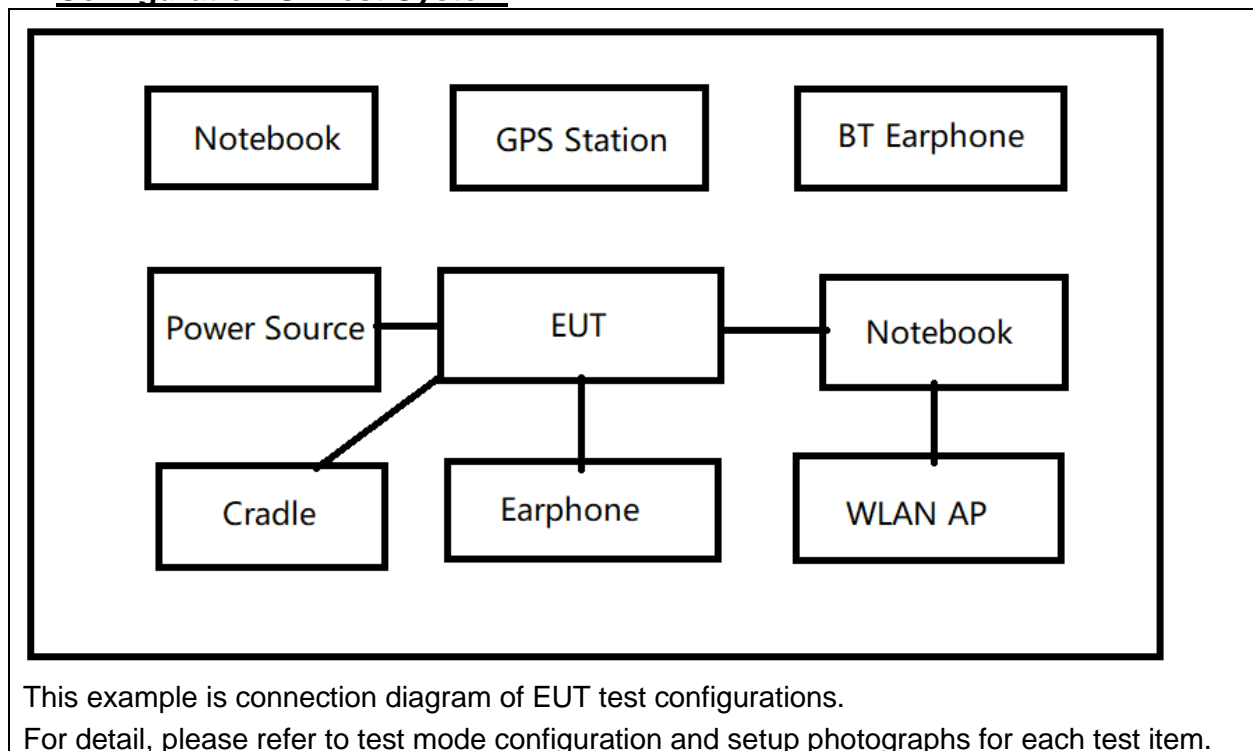 Notebook
GPS Station
BT Earphone
Power Source
EUT
Notebook
Cradle
Earphone
WLAN AP
This example is connection diagram of EUT test configurations.
For detail, please refer to test mode configuration and setup photographs for each test item.